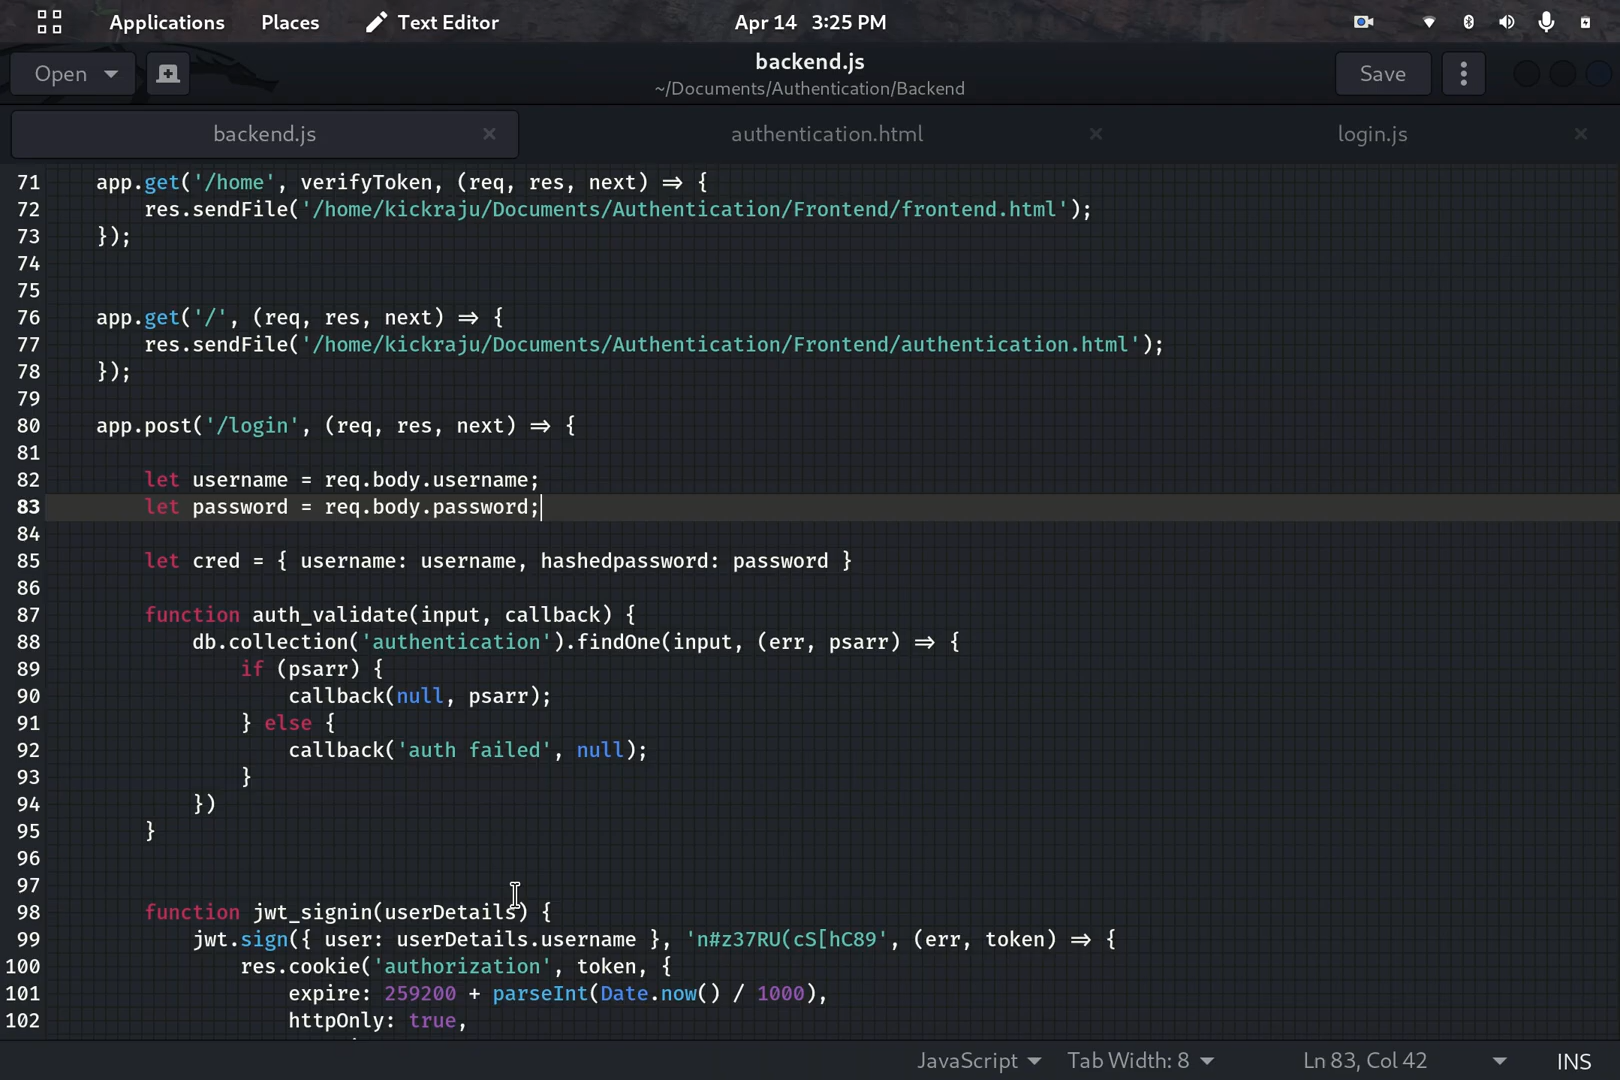 Applications Places Text Editor Apr 14 3:25 PM
Open backend.js Save
~/Documents/Authentication/Backend
backend.js authentication.html login.js
71 app.get('/home', verifyToken, (req, res, next) => {
72 res.sendFile('/home/kickraju/Documents/Authentication/Frontend/frontend.html');
73 });
74
75
76 app.get('/', (req, res, next) => {
77 res.sendFile('/home/kickraju/Documents/Authentication/Frontend/authentication.html');
78 });
79
80 app.post('/login', (req, res, next) => {
81
82 let username = req.body.username;
83 let password = req.body.password;
84
85 let cred = { username: username, hashedpassword: password }
86
87 function auth_validate(input, callback) {
88 db.collection('authentication').findOne(input, (err, psarr) => {
89 if (psarr) {
90 callback(null, psarr);
91 } else {
92 callback('auth failed', null);
93 }
94 })
95 }
96
97
98 function jwt_signin(userDetails) {
99 jwt.sign({ user: userDetails.username }, 'n#z37RU(cS[hC89', (err, token) => {
100 res.cookie('authorization', token, {
101 expire: 259200 + parseInt(Date.now() / 1000),
102 httpOnly: true,
JavaScript Tab Width: 8 Ln 83, Col 42 INS